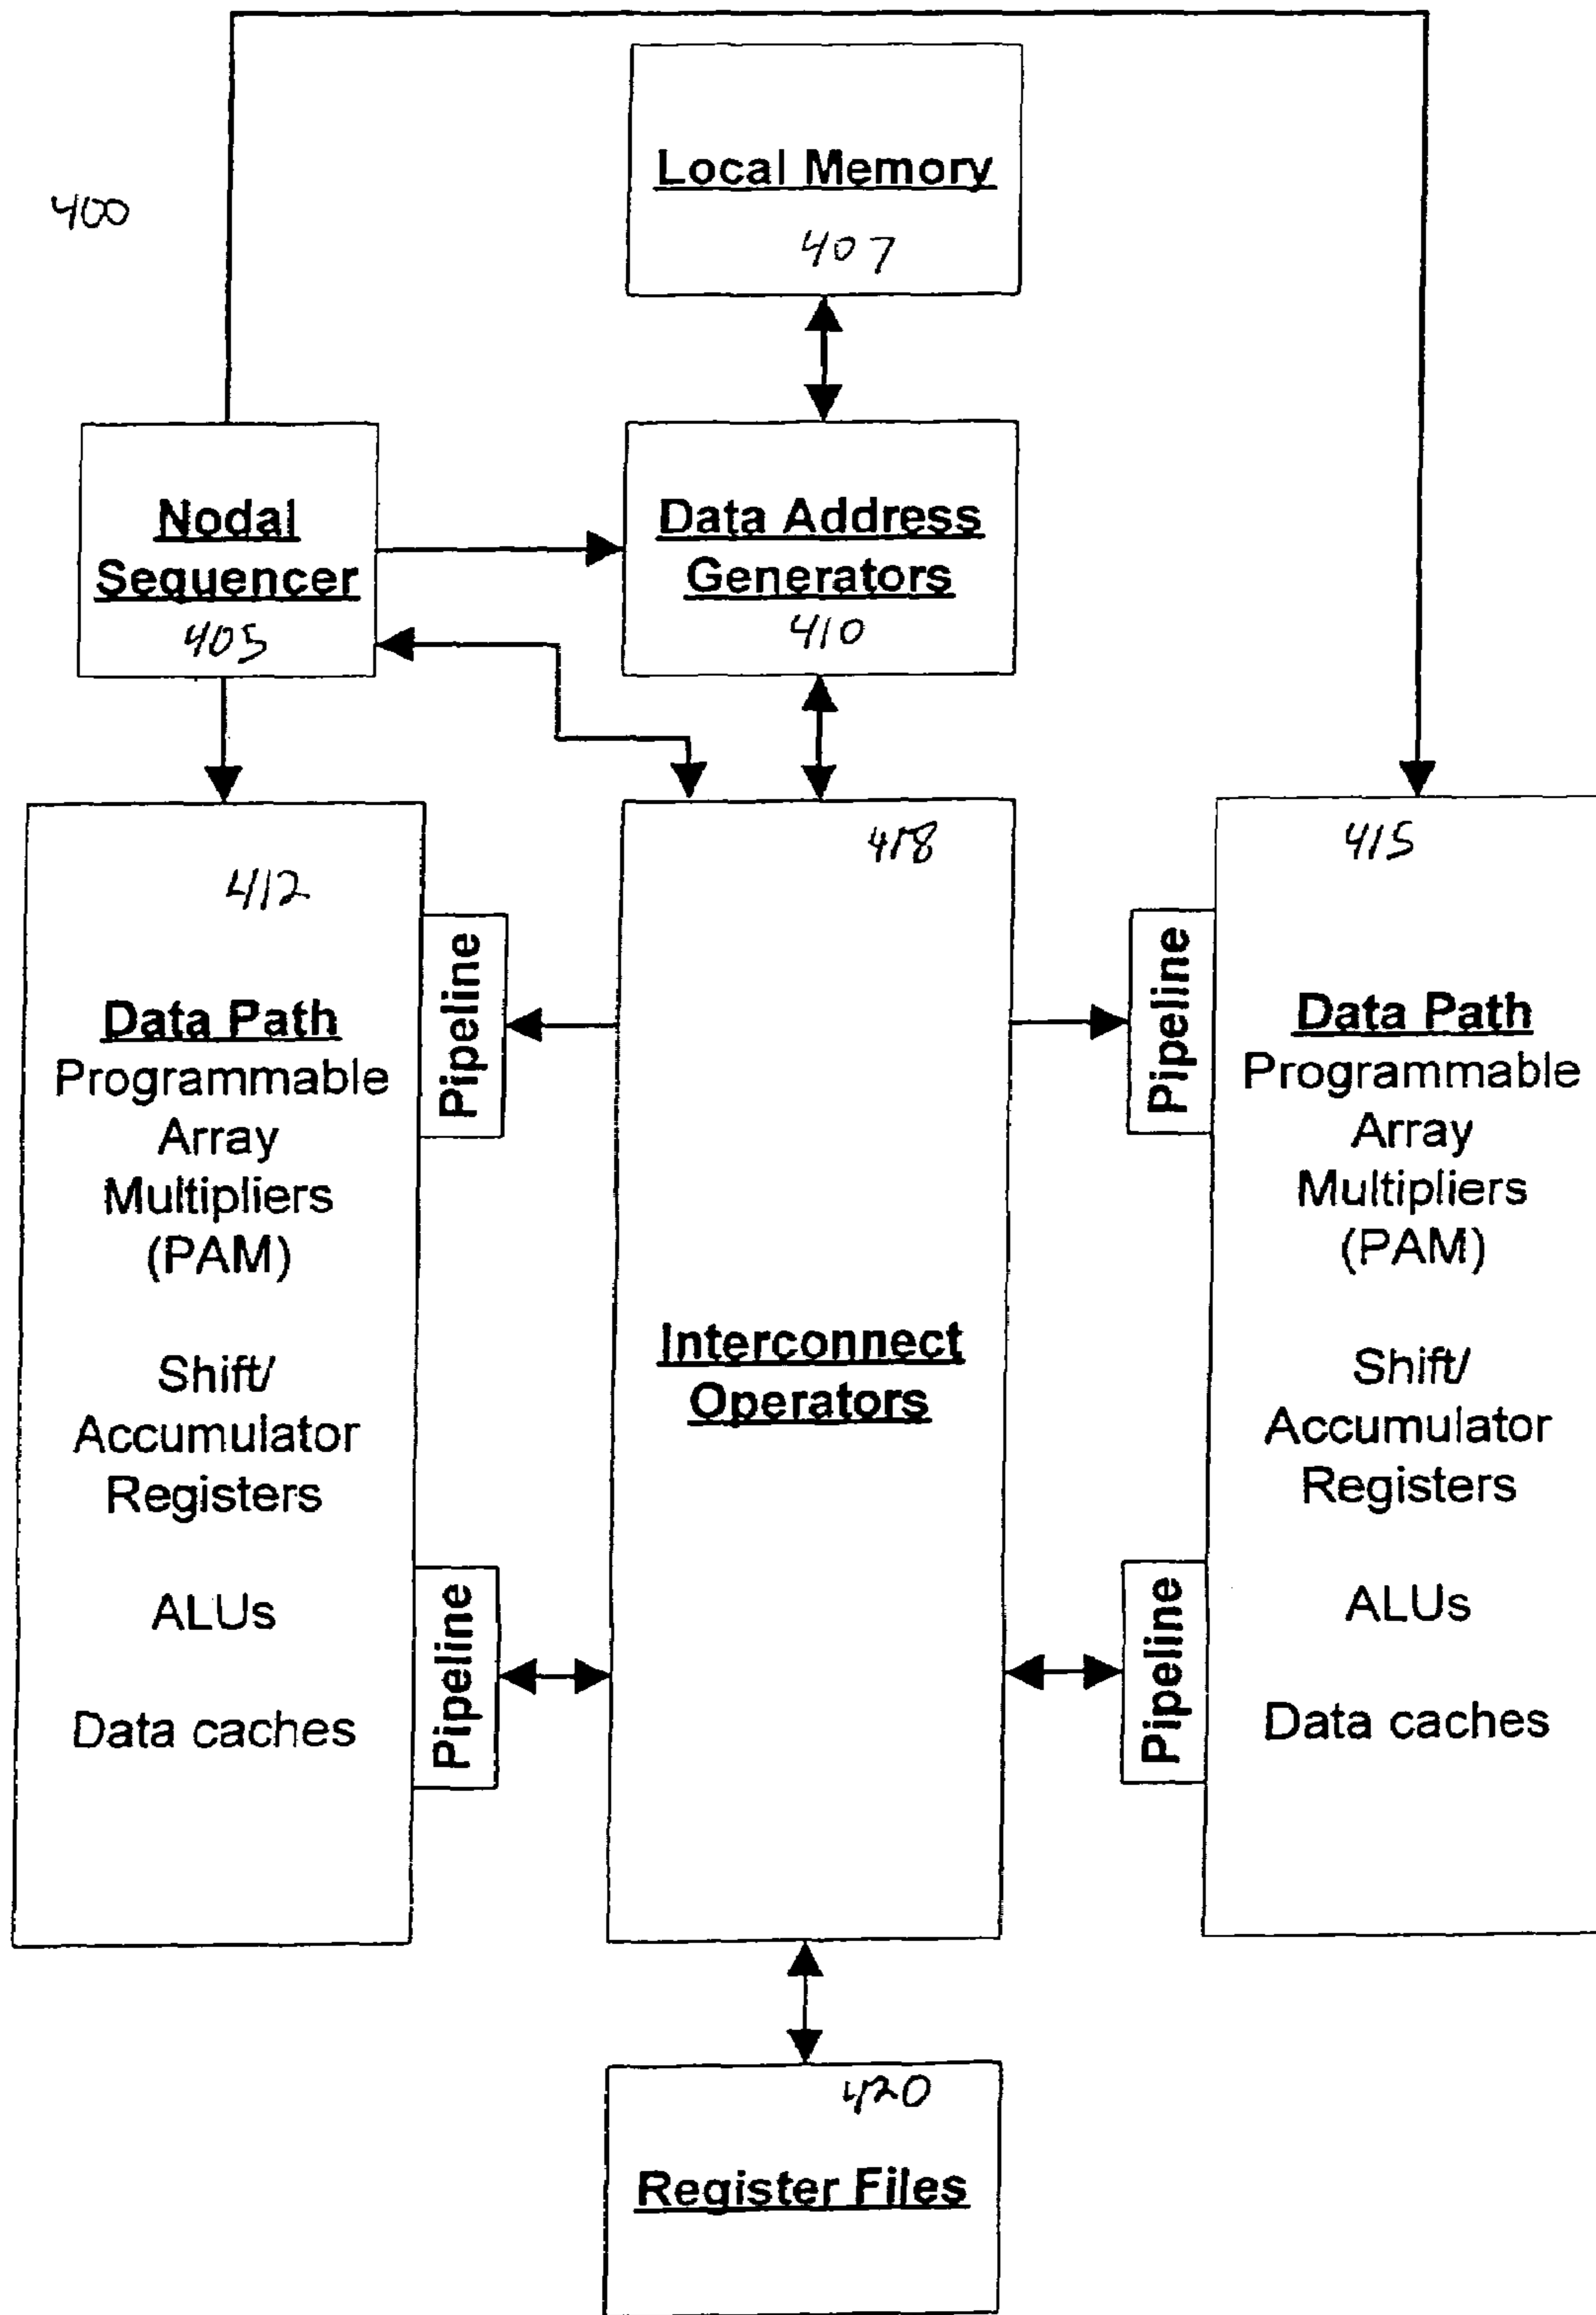 400
Local Memory
407
Nodal
Sequencer
405
Data Address
Generators
410
412
Data Path
Programmable
Array
Multipliers
(PAM)
Shift/
Accumulator
Registers
ALUs
Data caches
Pipeline
Pipeline
418
Interconnect
Operators
Pipeline
Pipeline
415
Data Path
Programmable
Array
Multipliers
(PAM)
Shift/
Accumulator
Registers
ALUs
Data caches
420
Register Files